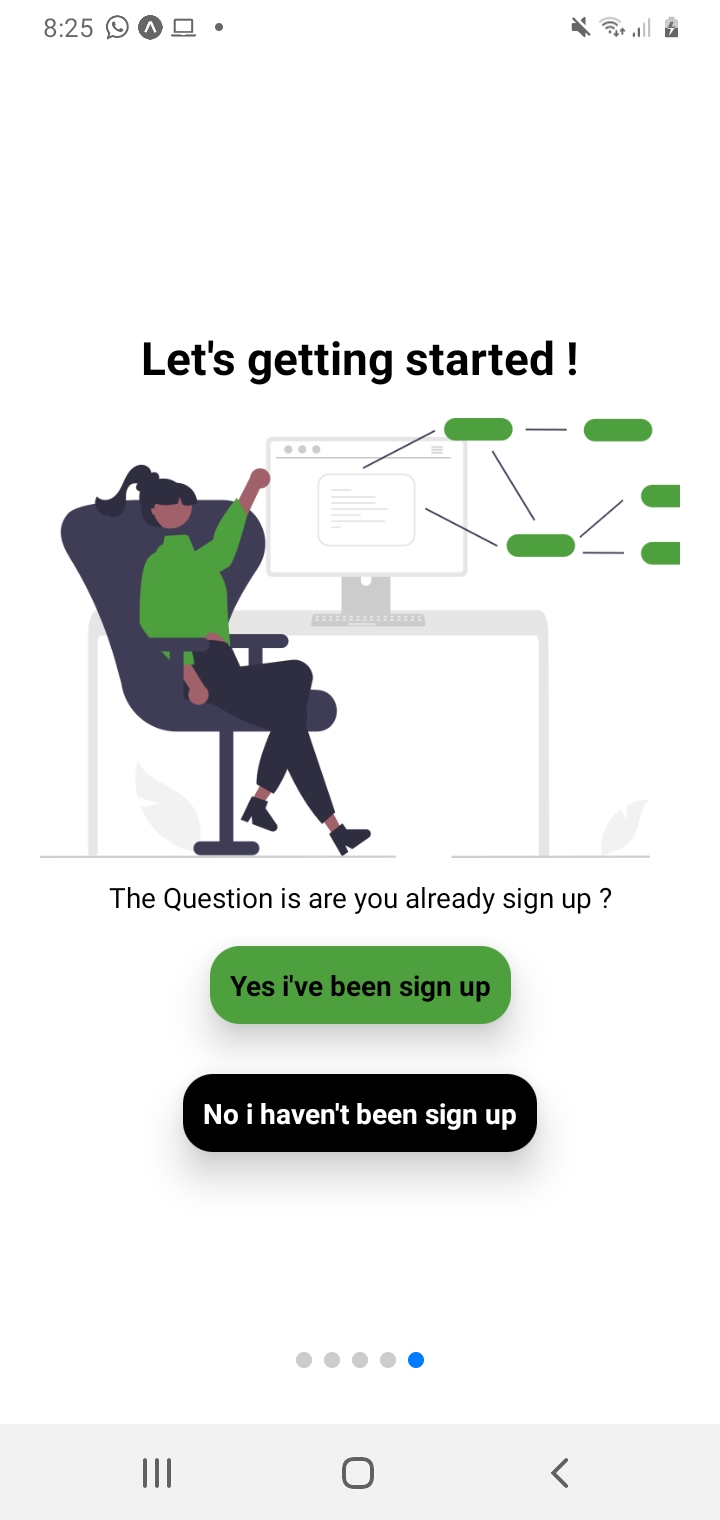 8:25
Let's getting started !
The Question is are you already sign up ?
Yes i've been sign up
No i haven't been sign up